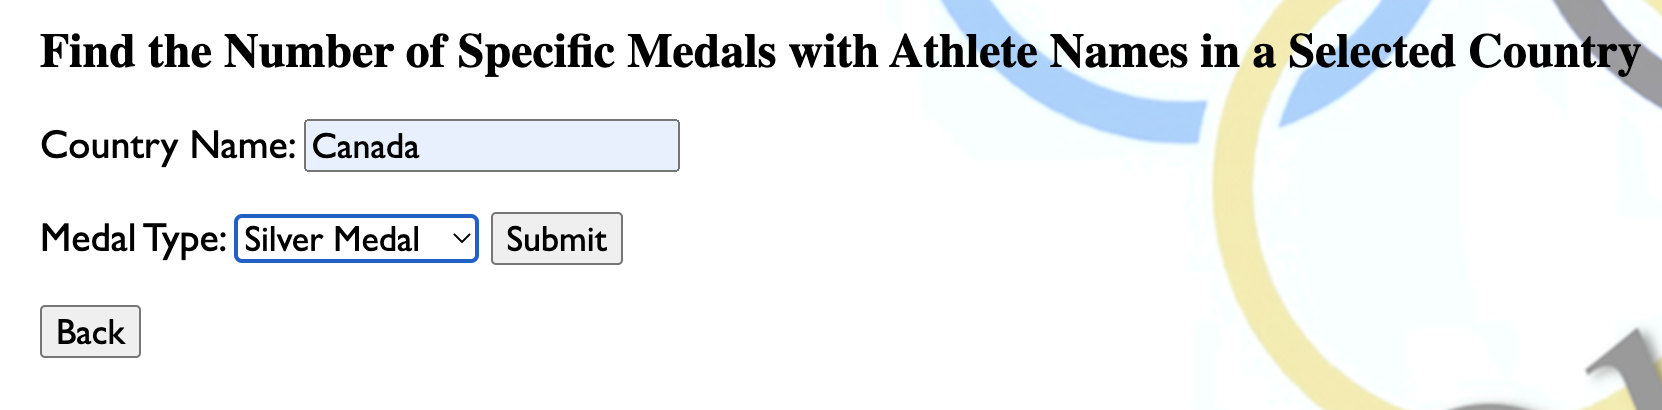 Find the Number of Specific Medals with Athlete Names in a Selected Country
Country Name: Canada
Medal Type: Silver Medal Submit
Back